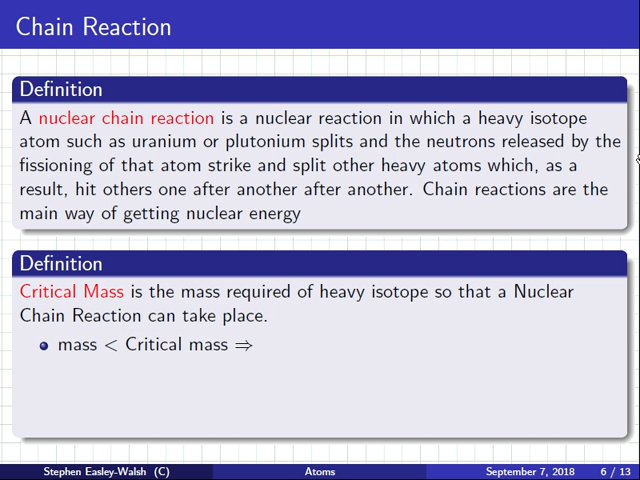 Chain Reaction
Definition
A nuclear chain reaction is a nuclear reaction in which a heavy isotope
atom such as uranium or plutonium splits and the neutrons released by the
fissioning of that atom strike and split other heavy atoms which, as a
result, hit others one after another after another. Chain reactions are the
main way of getting nuclear energy
Definition
Critical Mass is the mass required of heavy isotope so that a Nuclear
Chain Reaction can take place.
mass < Critical mass ⇒
Stephen Easley-Walsh (C) Atoms September 7, 2018 6 / 13